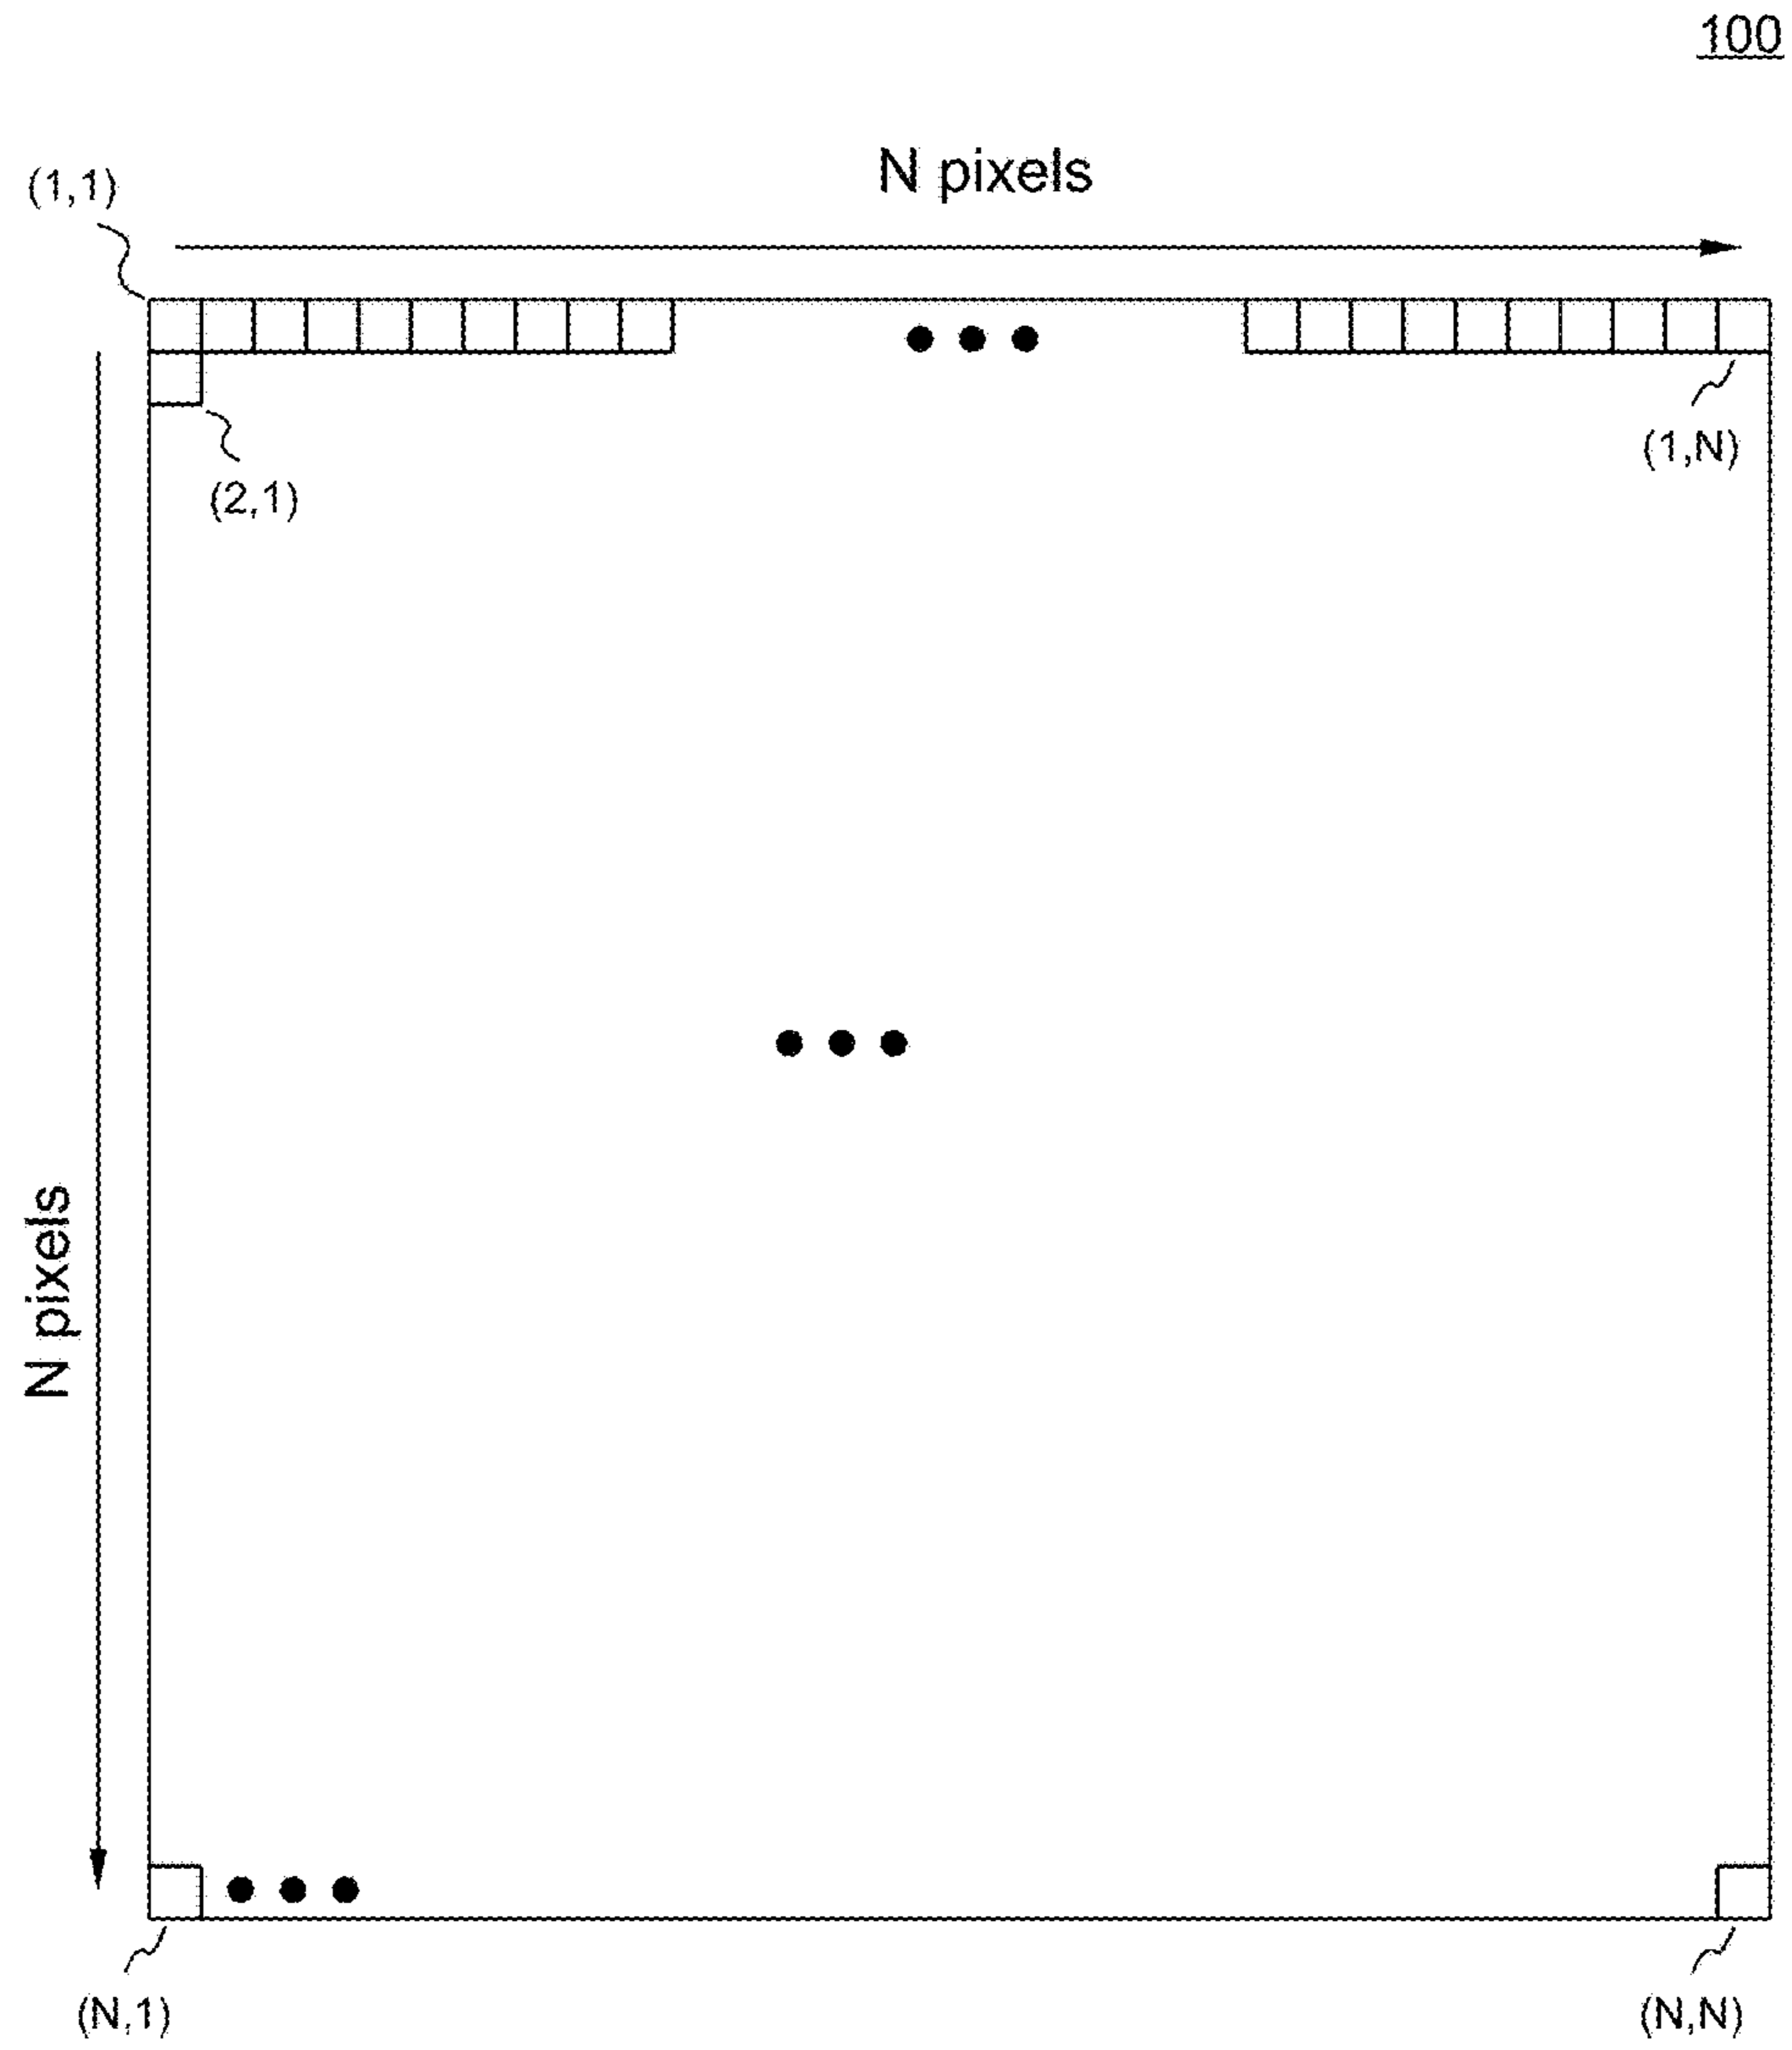 100
N pixels
(1,1)
(1,N)
(2,1)
N pixels
(N,1)
(N,N)